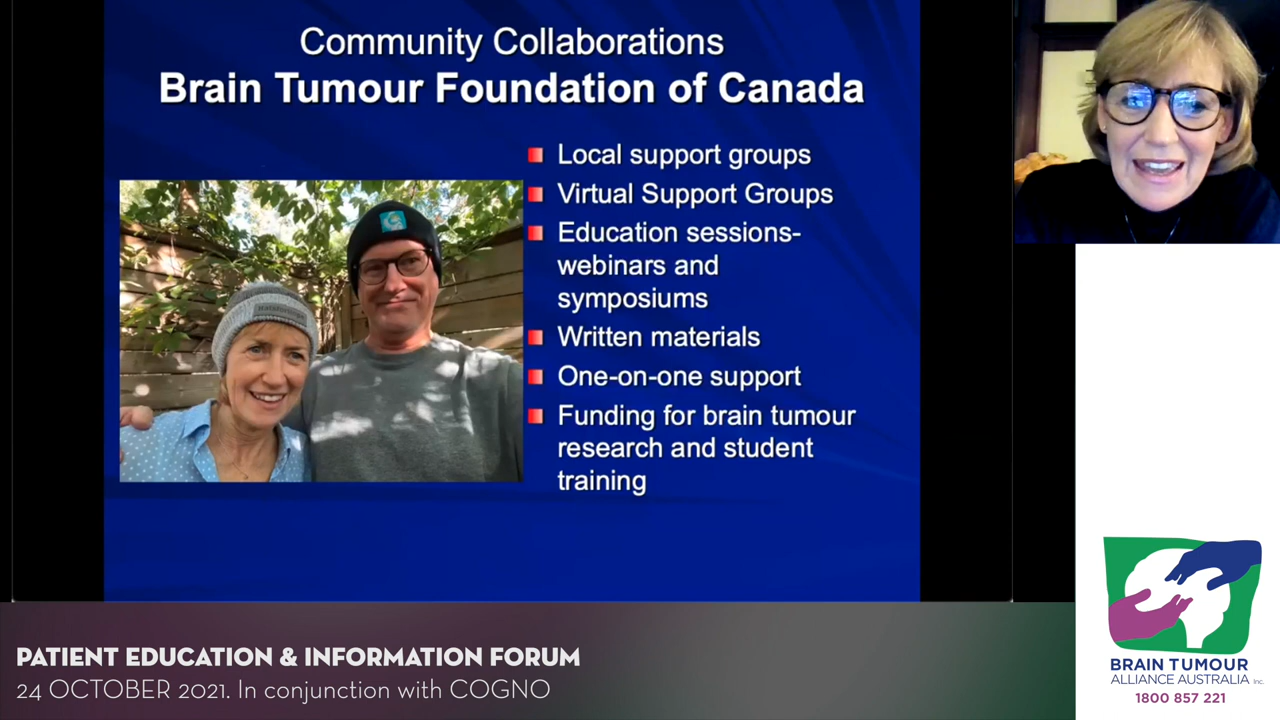 Community Collaborations
Brain Tumour Foundation of Canada
Local support groups
Virtual Support Groups
Education sessions-
webinars and
symposiums
Written materials
One-on-one support
Funding for brain tumour
research and student
training
PATIENT EDUCATION & INFORMATION FORUM
24 OCTOBER 2021. In conjunction with COGNO
BRAIN TUMOUR
ALLIANCE AUSTRALIA Inc.
1800 857 221